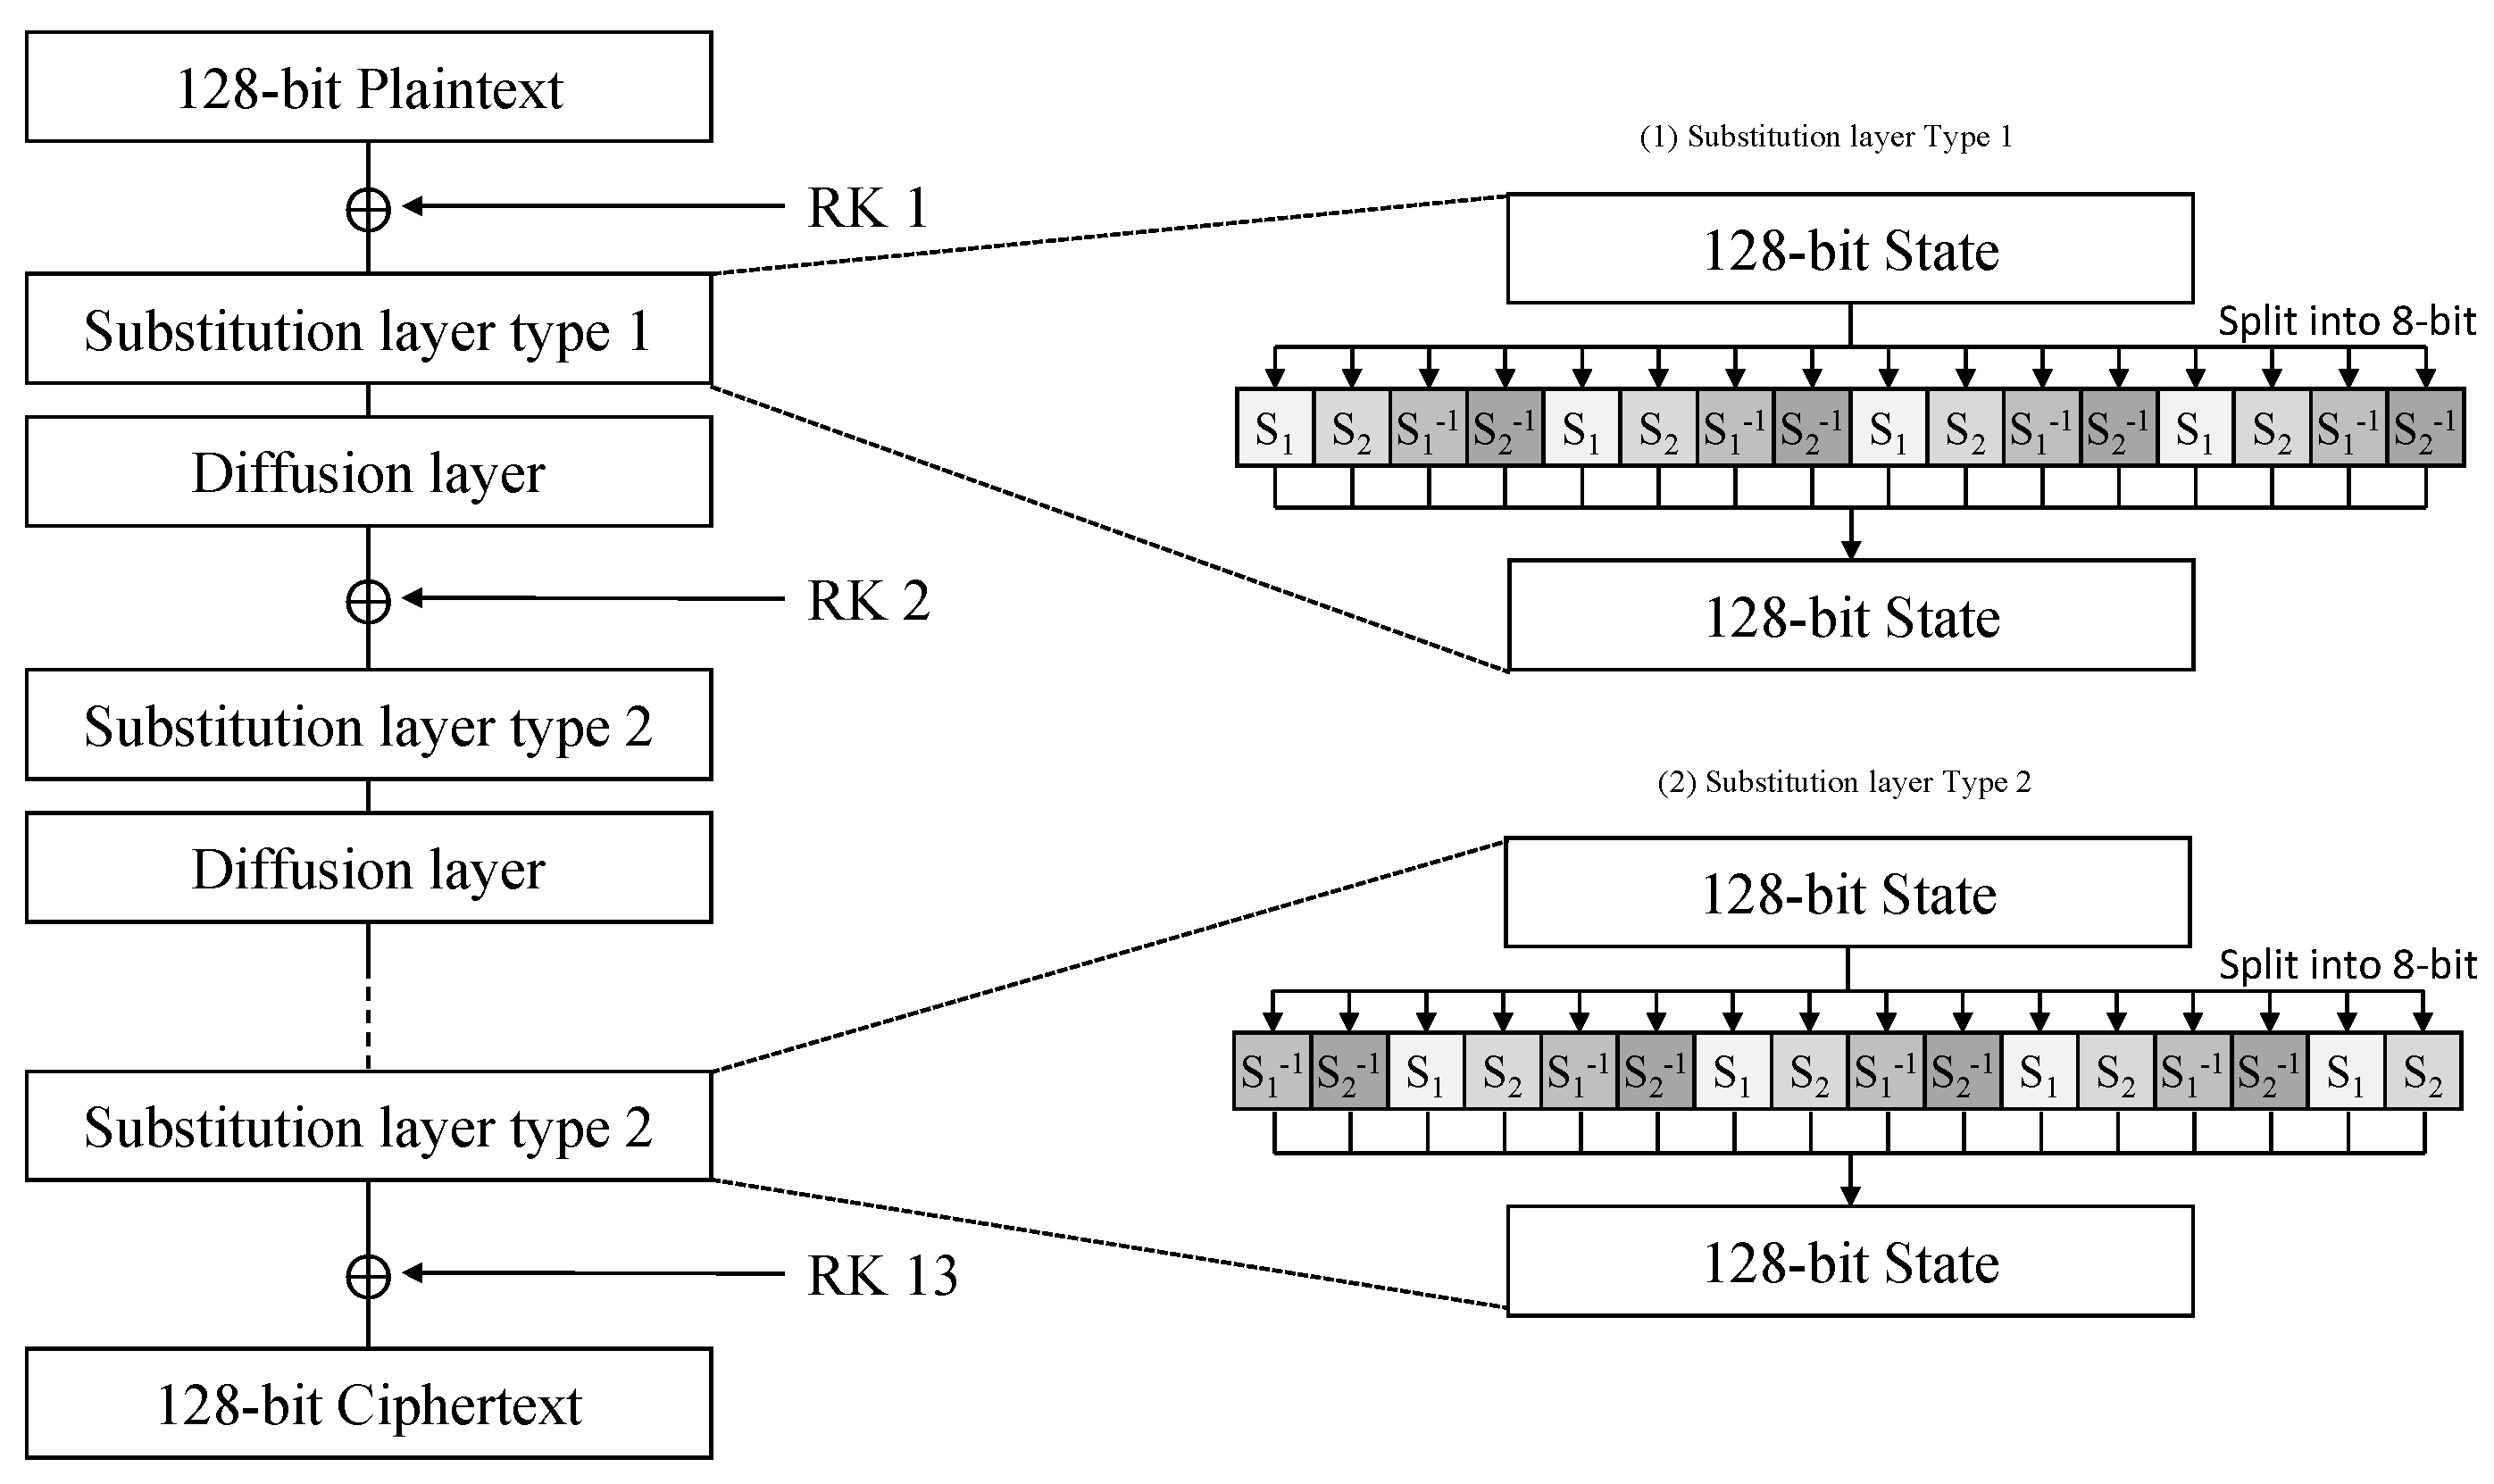 128-bit Plaintext
RK 1
Substitution layer type 1
Diffusion layer
RK 2
Substitution layer type 2
Diffusion layer
Substitution layer type 2
RK 13
128-bit Ciphertext
(1) Substitution layer Type 1
128-bit State
Split into 8-bit
S₁ S₂ S₁⁻¹ S₂⁻¹ S₁ S₂ S₁⁻¹ S₂⁻¹ S₁ S₂ S₁⁻¹ S₂⁻¹ S₁ S₂ S₁⁻¹ S₂⁻¹
128-bit State
(2) Substitution layer Type 2
128-bit State
Split into 8-bit
S₁⁻¹ S₂⁻¹ S₁ S₂ S₁⁻¹ S₂⁻¹ S₁ S₂ S₁⁻¹ S₂⁻¹ S₁ S₂ S₁⁻¹ S₂⁻¹ S₁ S₂
128-bit State